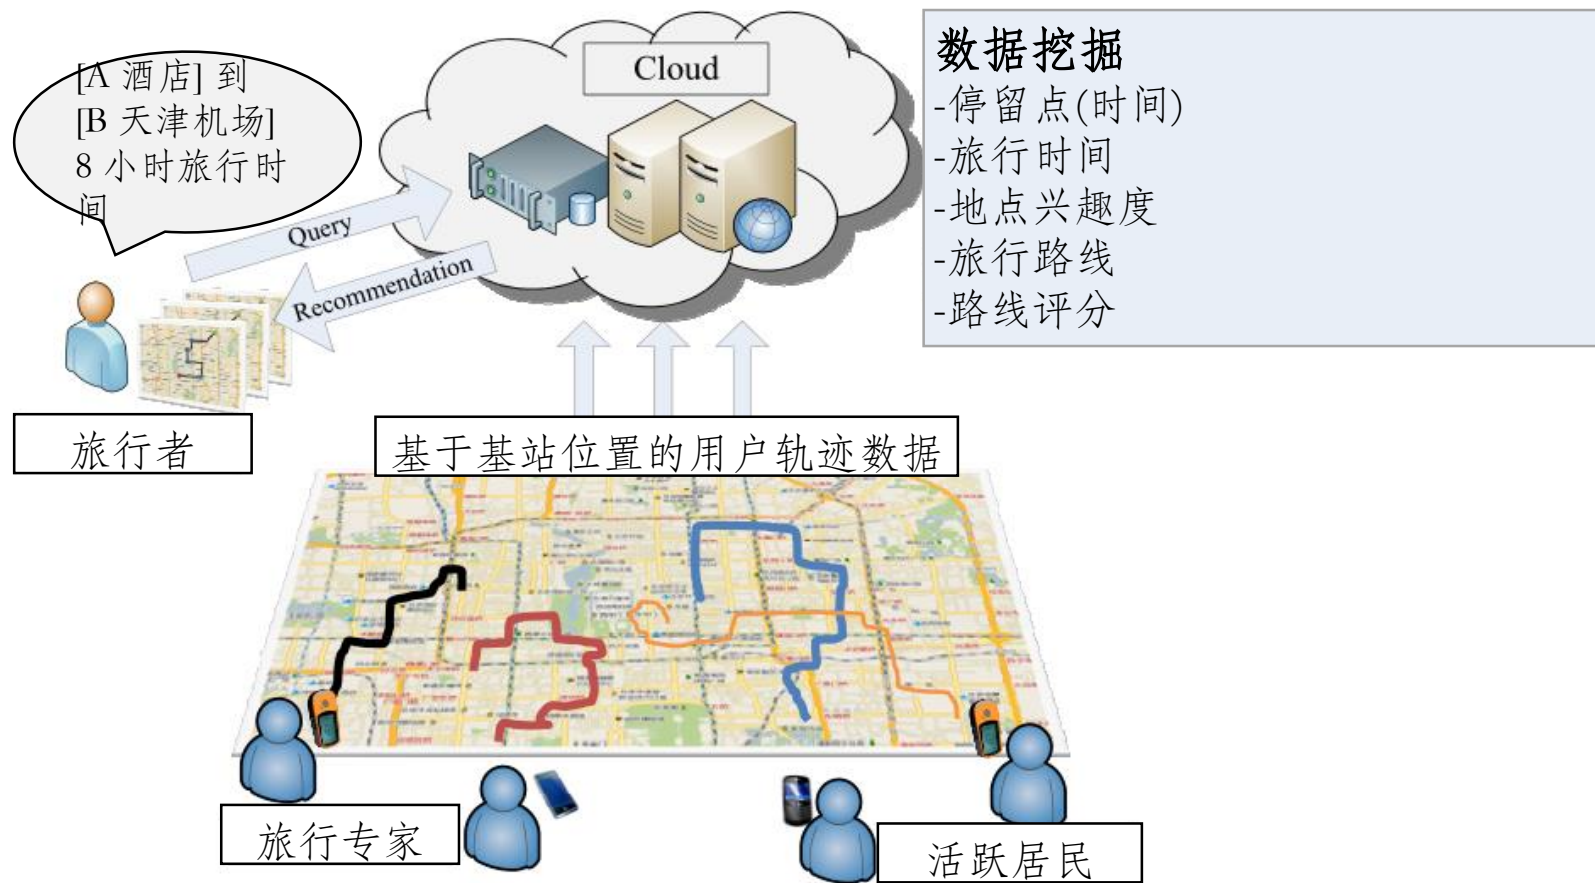 [A 酒店] 到
[B 天津机场]
8 小时旅行时
间
Cloud
Query
Recommendation
数据挖掘
-停留点(时间)
-旅行时间
-地点兴趣度
-旅行路线
-路线评分
旅行者
基于基站位置的用户轨迹数据
旅行专家
活跃居民